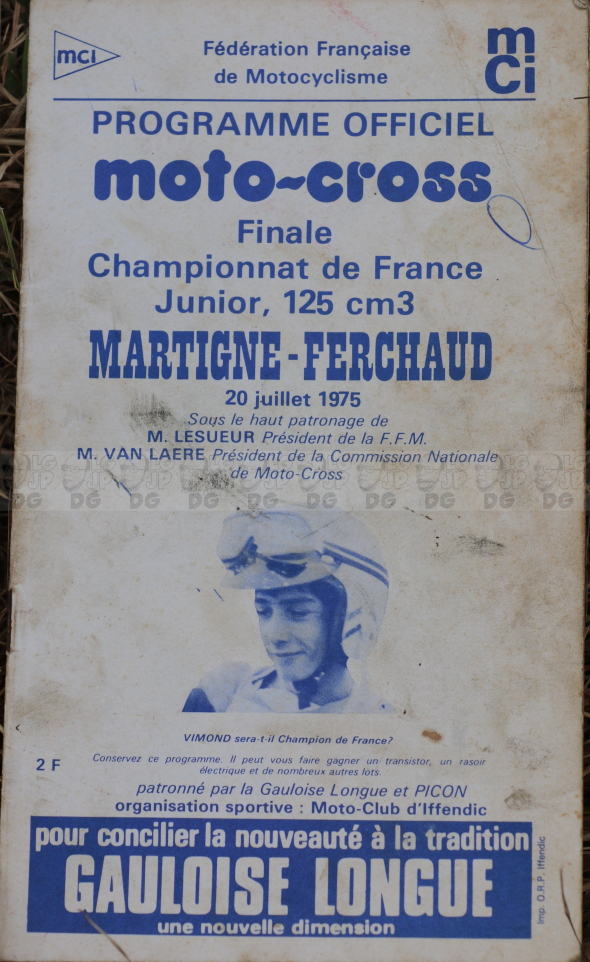 mci
Fédération Française
de Motocyclisme
mCi
PROGRAMME OFFICIEL
moto-cross
Finale
Championnat de France
Junior, 125 cm3
MARTIGNE-FERCHAUD
20 juillet 1975
Sous le haut patronage de
M. LESUEUR Président de la F.F.M.
M. VAN LAERE Président de la Commission Nationale
de Moto-Cross
VIMOND sera-t-il Champion de France?
2 F
Conservez ce programme. Il peut vous faire gagner un transistor, un rasoir
électrique et de nombreux autres lots.
patronné par la Gauloise Longue et PICON
organisation sportive : Moto-Club d'Iffendic
pour concilier la nouveauté à la tradition
GAULOISE LONGUE
une nouvelle dimension
Imp. O.R.P. Iffendic